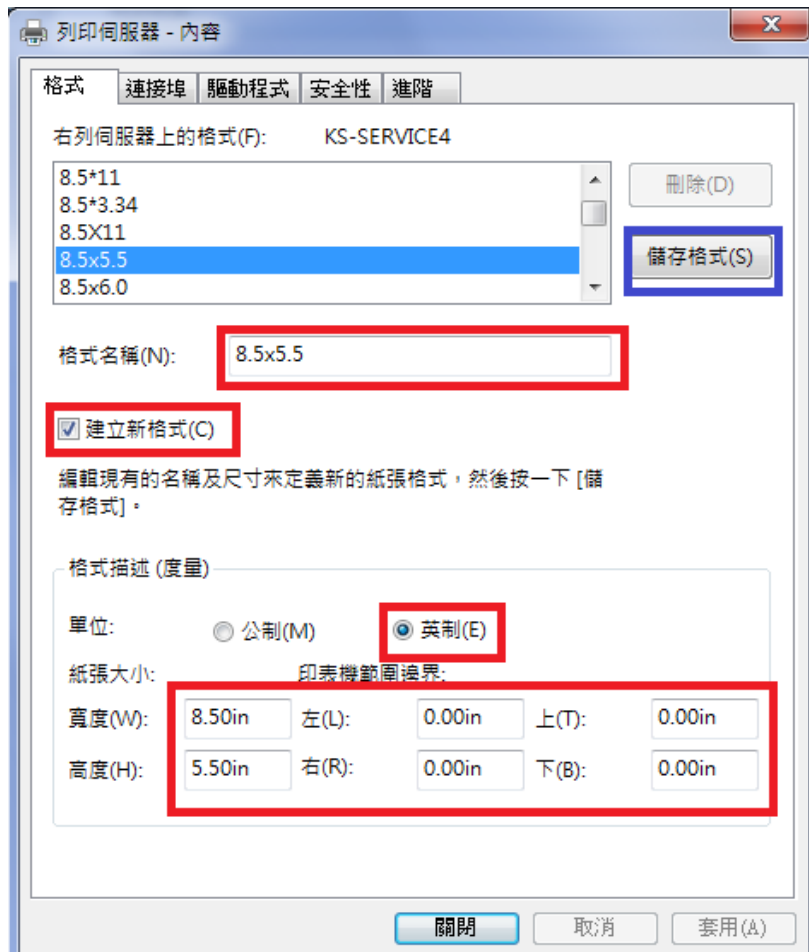 列印伺服器 - 內容
格式 連接埠 驅動程式 安全性 進階
右列伺服器上的格式(F): KS-SERVICE4
8.5*11
8.5*3.34
8.5X11
8.5x5.5
8.5x6.0
刪除(D)
儲存格式(S)
格式名稱(N): 8.5x5.5
建立新格式(C)
編輯現有的名稱及尺寸來定義新的紙張格式，然後按一下 [儲
存格式]。
格式描述 (度量)
單位: 公制(M) 英制(E)
紙張大小: 印表機範圍邊界:
寬度(W): 8.50in 左(L): 0.00in 上(T): 0.00in
高度(H): 5.50in 右(R): 0.00in 下(B): 0.00in
關閉 取消 套用(A)